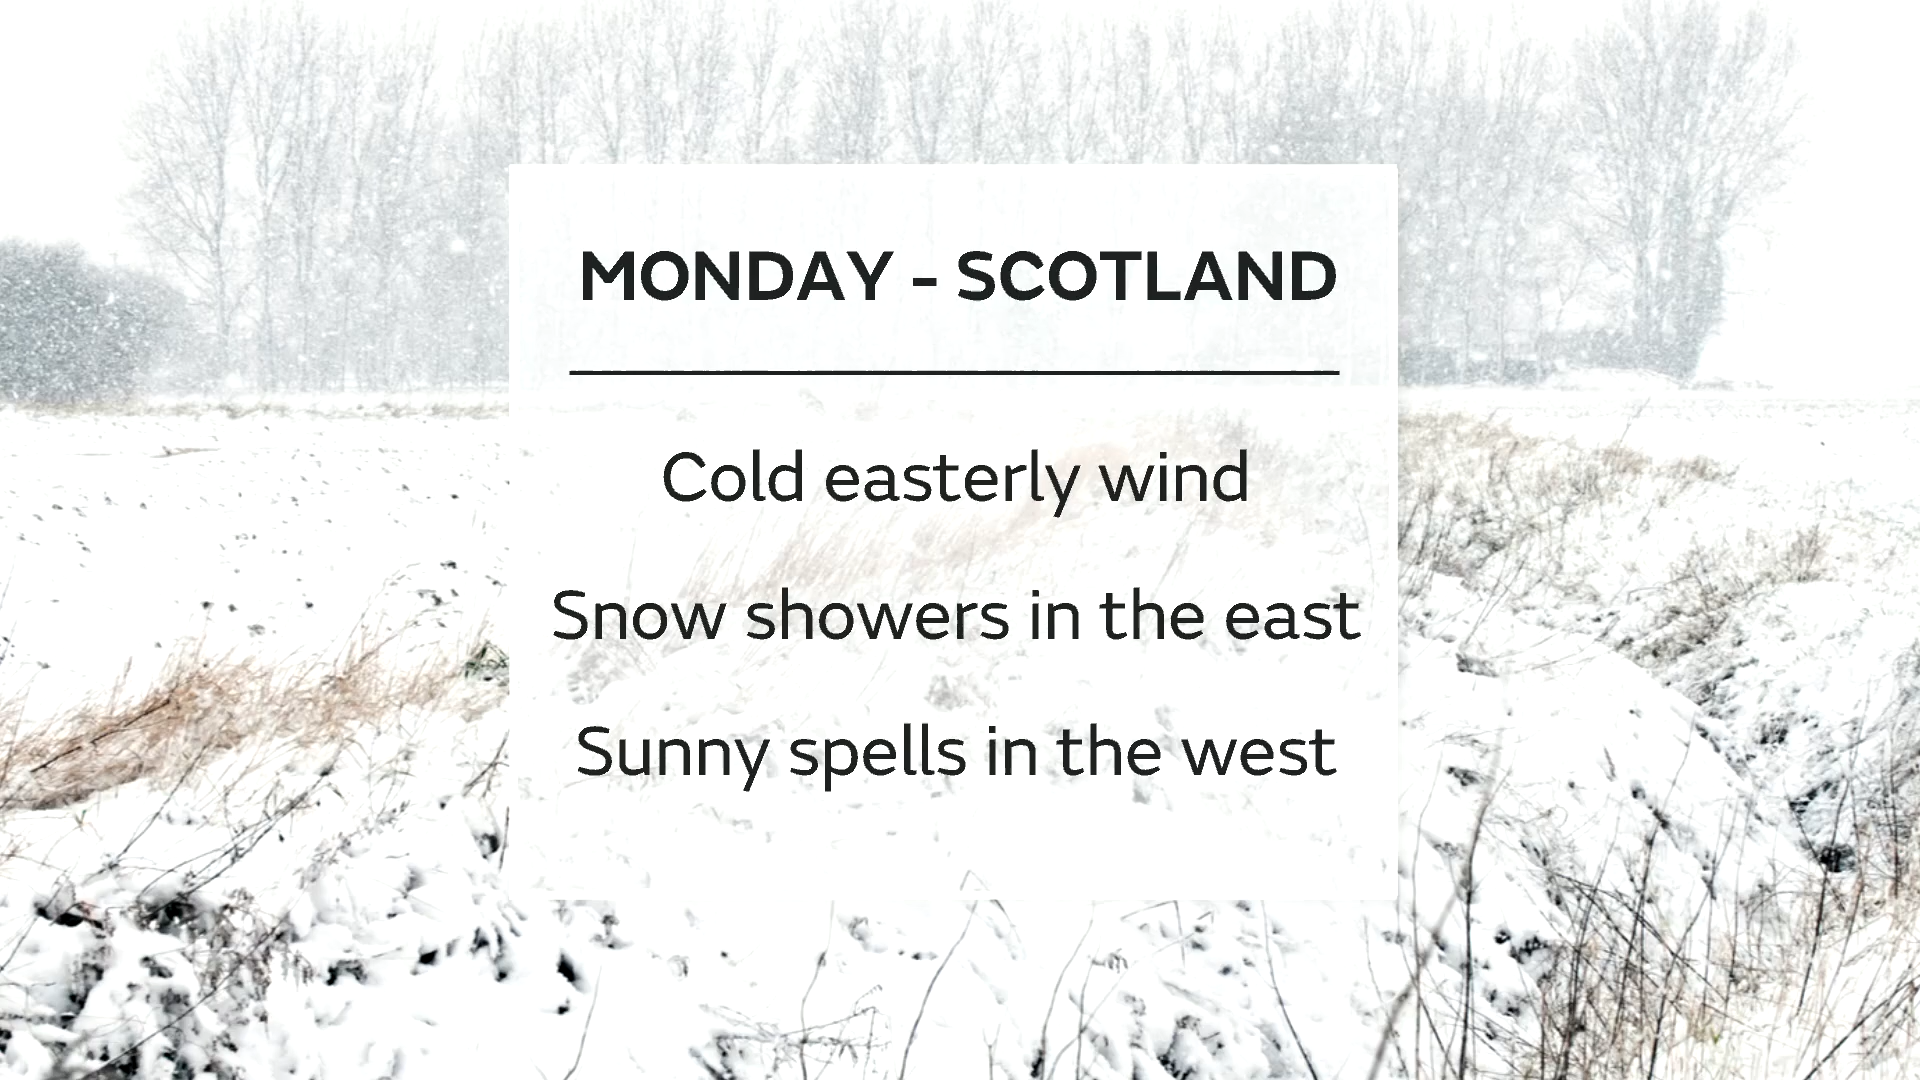 MONDAY - SCOTLAND
Cold easterly wind
Snow showers in the east
Sunny spells in the west